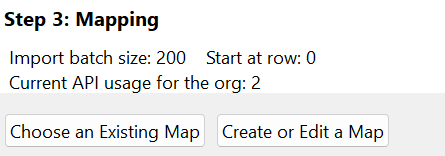 Step 3: Mapping
Import batch size: 200 Start at row: 0
Current API usage for the org: 2
Choose an Existing Map Create or Edit a Map